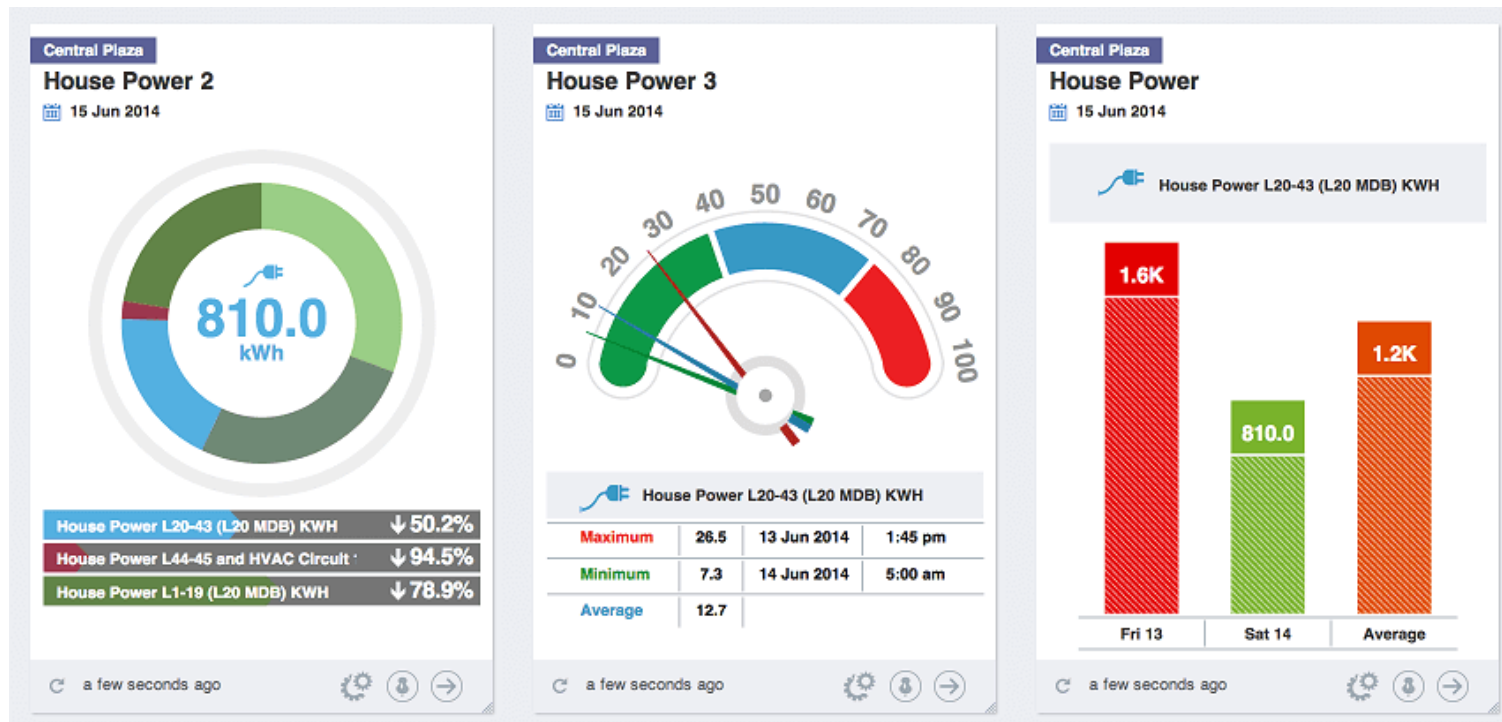 Central Plaza
House Power 2
15 Jun 2014
810.0
kWh
House Power L20-43 (L20 MDB) KWH 50.2%
House Power L44-45 and HVAC Circuit 94.5%
House Power L1-19 (L20 MDB) KWH 78.9%
a few seconds ago
Central Plaza
House Power 3
15 Jun 2014
0 10 20 30 40 50 60 70 80 90 100
House Power L20-43 (L20 MDB) KWH
Maximum 26.5 13 Jun 2014 1:45 pm
Minimum 7.3 14 Jun 2014 5:00 am
Average 12.7
a few seconds ago
Central Plaza
House Power
15 Jun 2014
House Power L20-43 (L20 MDB) KWH
1.6K
810.0
1.2K
Fri 13 Sat 14 Average
a few seconds ago